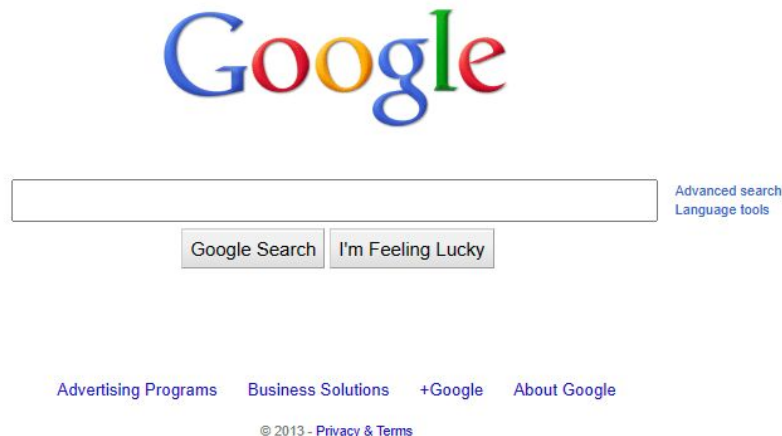 Google
Advanced search
Language tools
Google Search I'm Feeling Lucky
Advertising Programs Business Solutions +Google About Google
© 2013 - Privacy & Terms